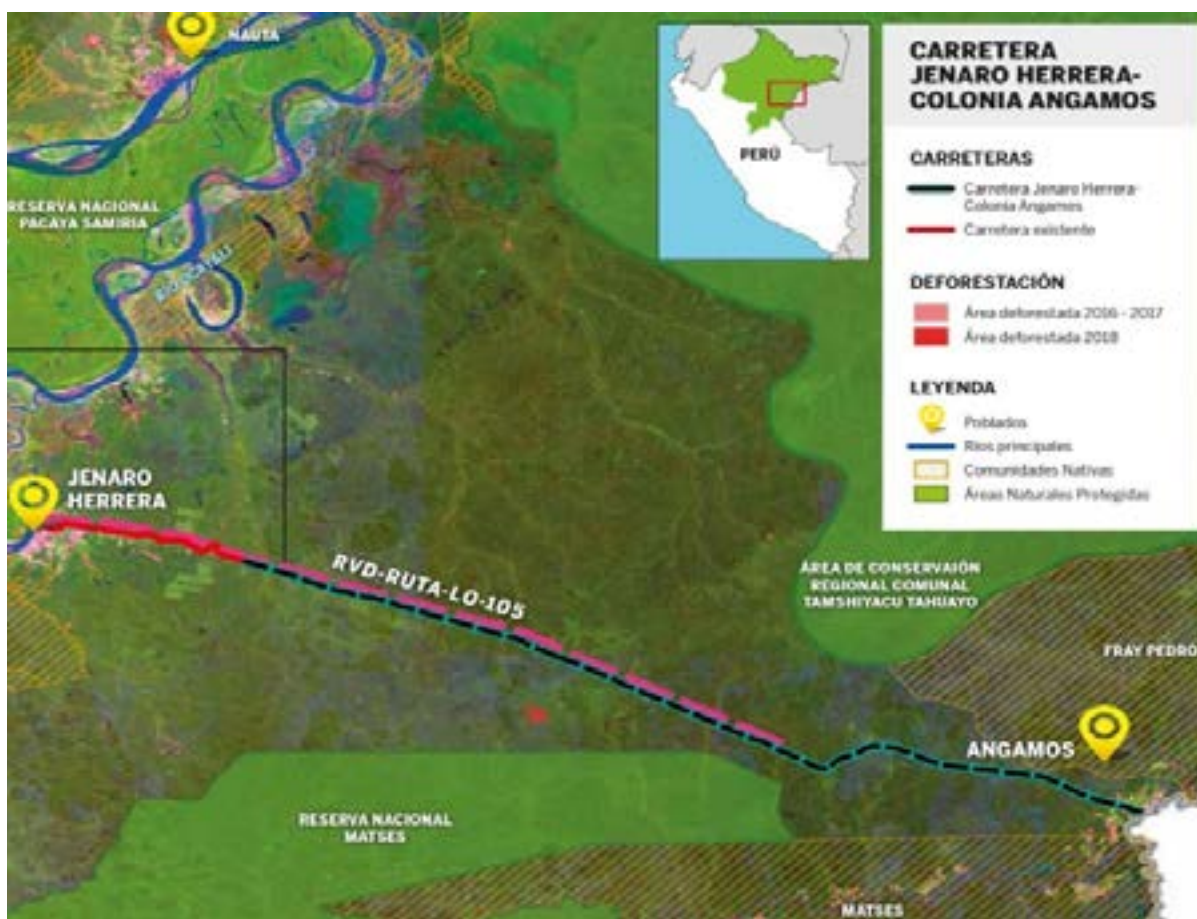 NAUTA
RESERVA NACIONAL
PACAYA SAMIRIA
RÍO UCAYALI
JENARO
HERRERA
RVD-RUTA-LO-105
PERÚ
ÁREA DE CONSERVAIÓN
REGIONAL COMUNAL
TAMSHIYACU TAHUAYO
FRAY PEDRO
ANGAMOS
RESERVA NACIONAL
MATSES
MATSES
CARRETERA
JENARO HERRERA-
COLONIA ANGAMOS
CARRETERAS
Carretera Jenaro Herrera-
Colonia Angamos
Carretera existente
DEFORESTACIÓN
Área deforestada 2016 - 2017
Área deforestada 2018
LEYENDA
Poblados
Ríos principales
Comunidades Nativas
Áreas Naturales Protegidas